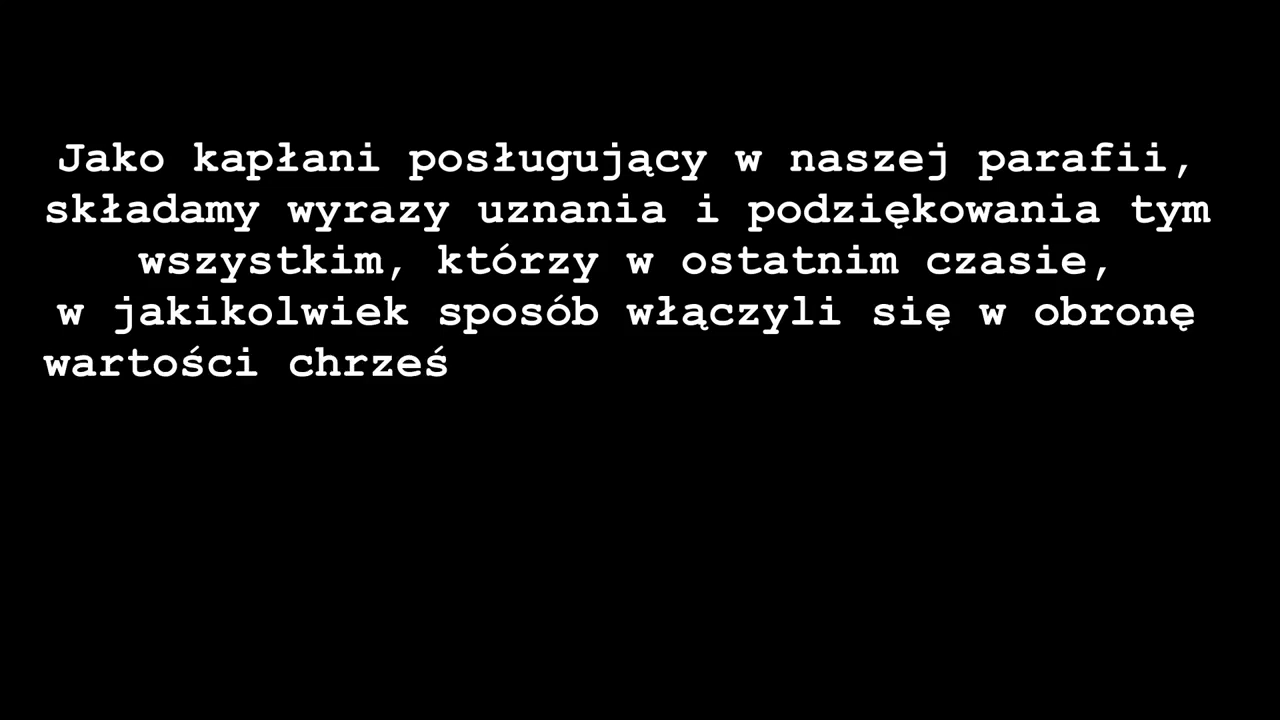 Jako kapłani posługujący w naszej parafii,
składamy wyrazy uznania i podziękowania tym
wszystkim, którzy w ostatnim czasie,
w jakikolwiek sposób włączyli się w obronę
wartości chrześ